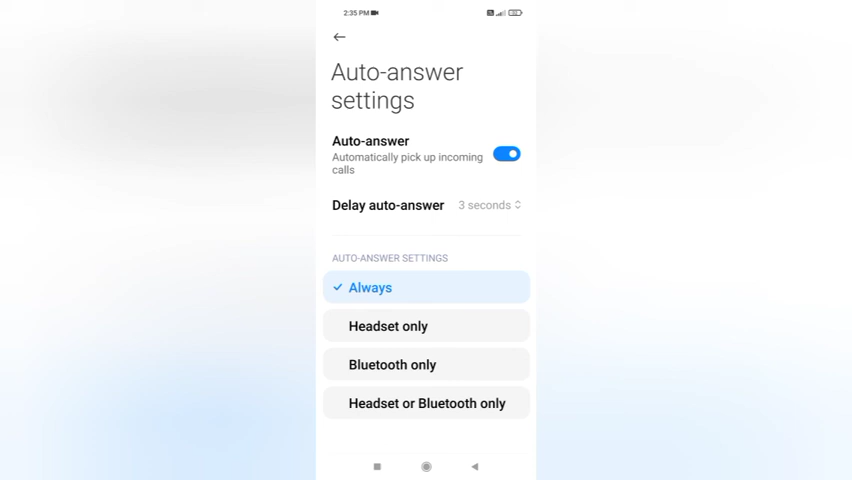 2:35 PM
Auto-answer
settings
Auto-answer
Automatically pick up incoming
calls
Delay auto-answer 3 seconds
AUTO-ANSWER SETTINGS
Always
Headset only
Bluetooth only
Headset or Bluetooth only